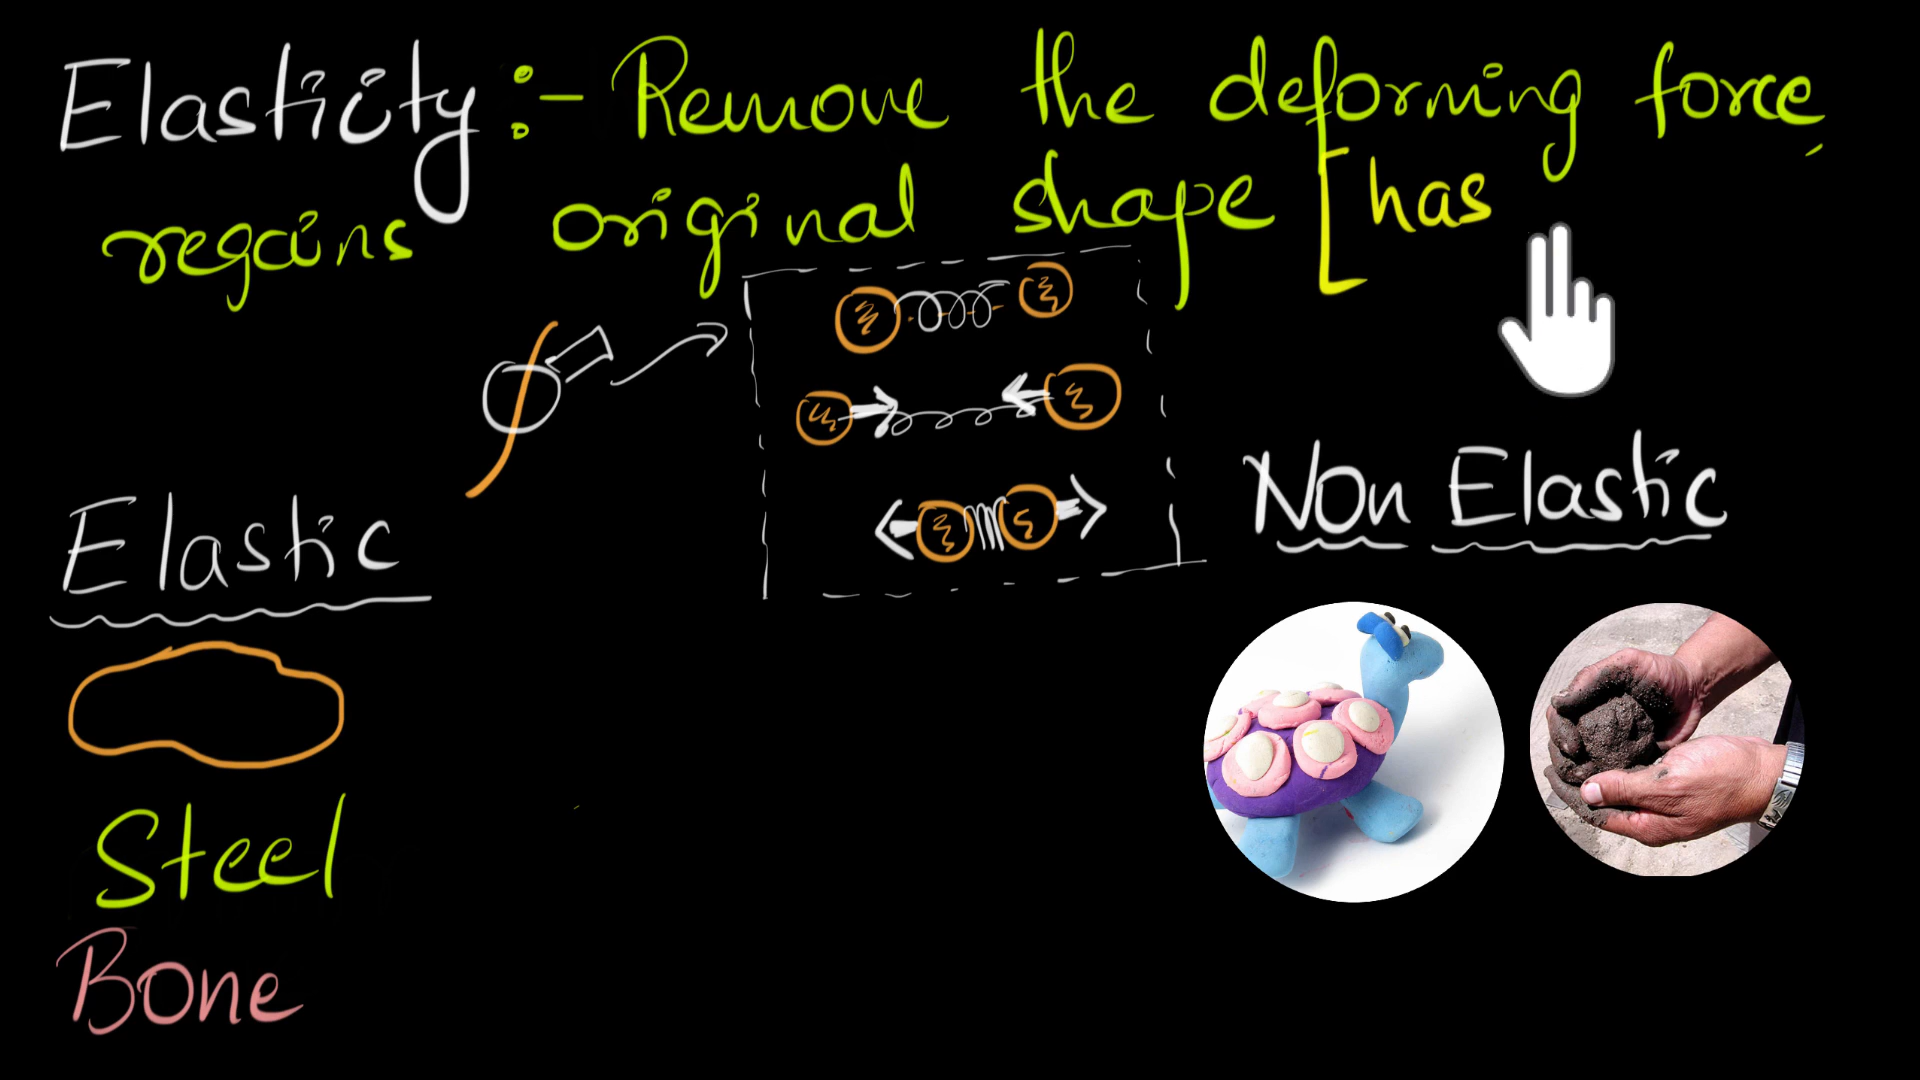 Elasticity :- Remove the deforming force,
regains original shape [has
Elastic
Non Elastic
Steel
Bone